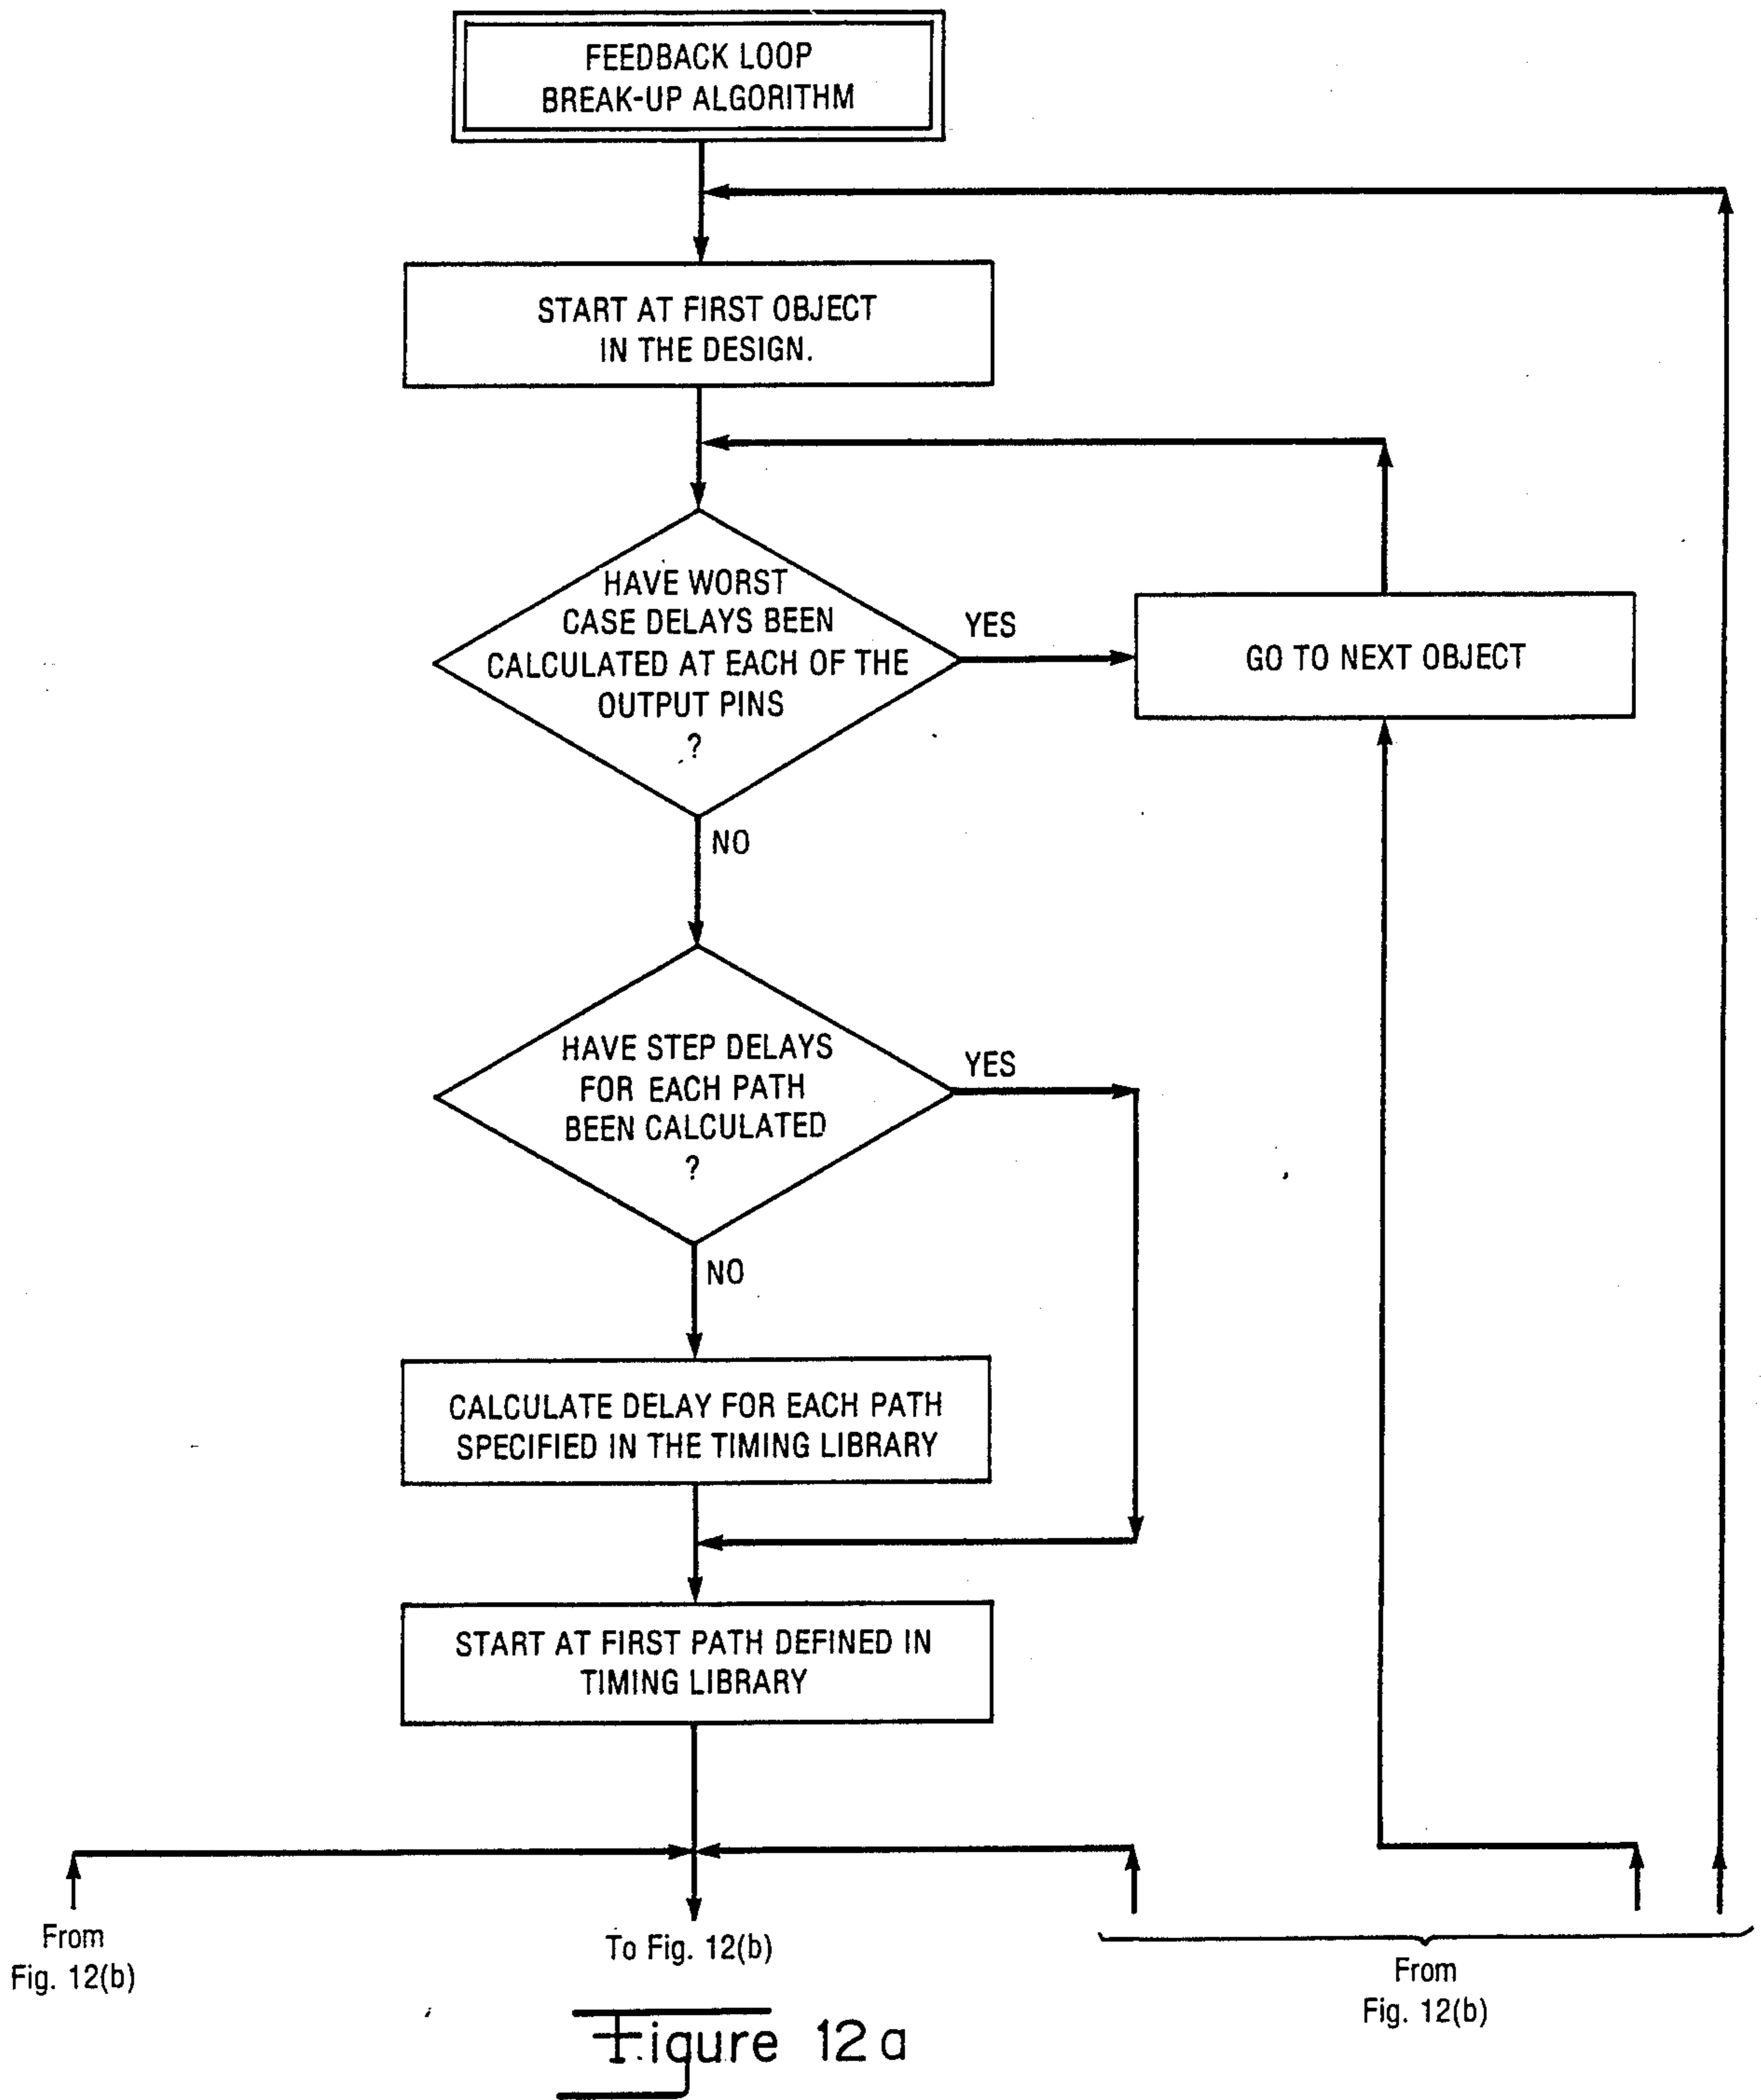 FEEDBACK LOOP
BREAK-UP ALGORITHM
START AT FIRST OBJECT
IN THE DESIGN.
HAVE WORST
CASE DELAYS BEEN
CALCULATED AT EACH OF THE
OUTPUT PINS
?
YES
GO TO NEXT OBJECT
NO
HAVE STEP DELAYS
FOR EACH PATH
BEEN CALCULATED
?
YES
NO
CALCULATE DELAY FOR EACH PATH
SPECIFIED IN THE TIMING LIBRARY
START AT FIRST PATH DEFINED IN
TIMING LIBRARY
From
Fig. 12(b)
To Fig. 12(b)
From
Fig. 12(b)
Figure 12a